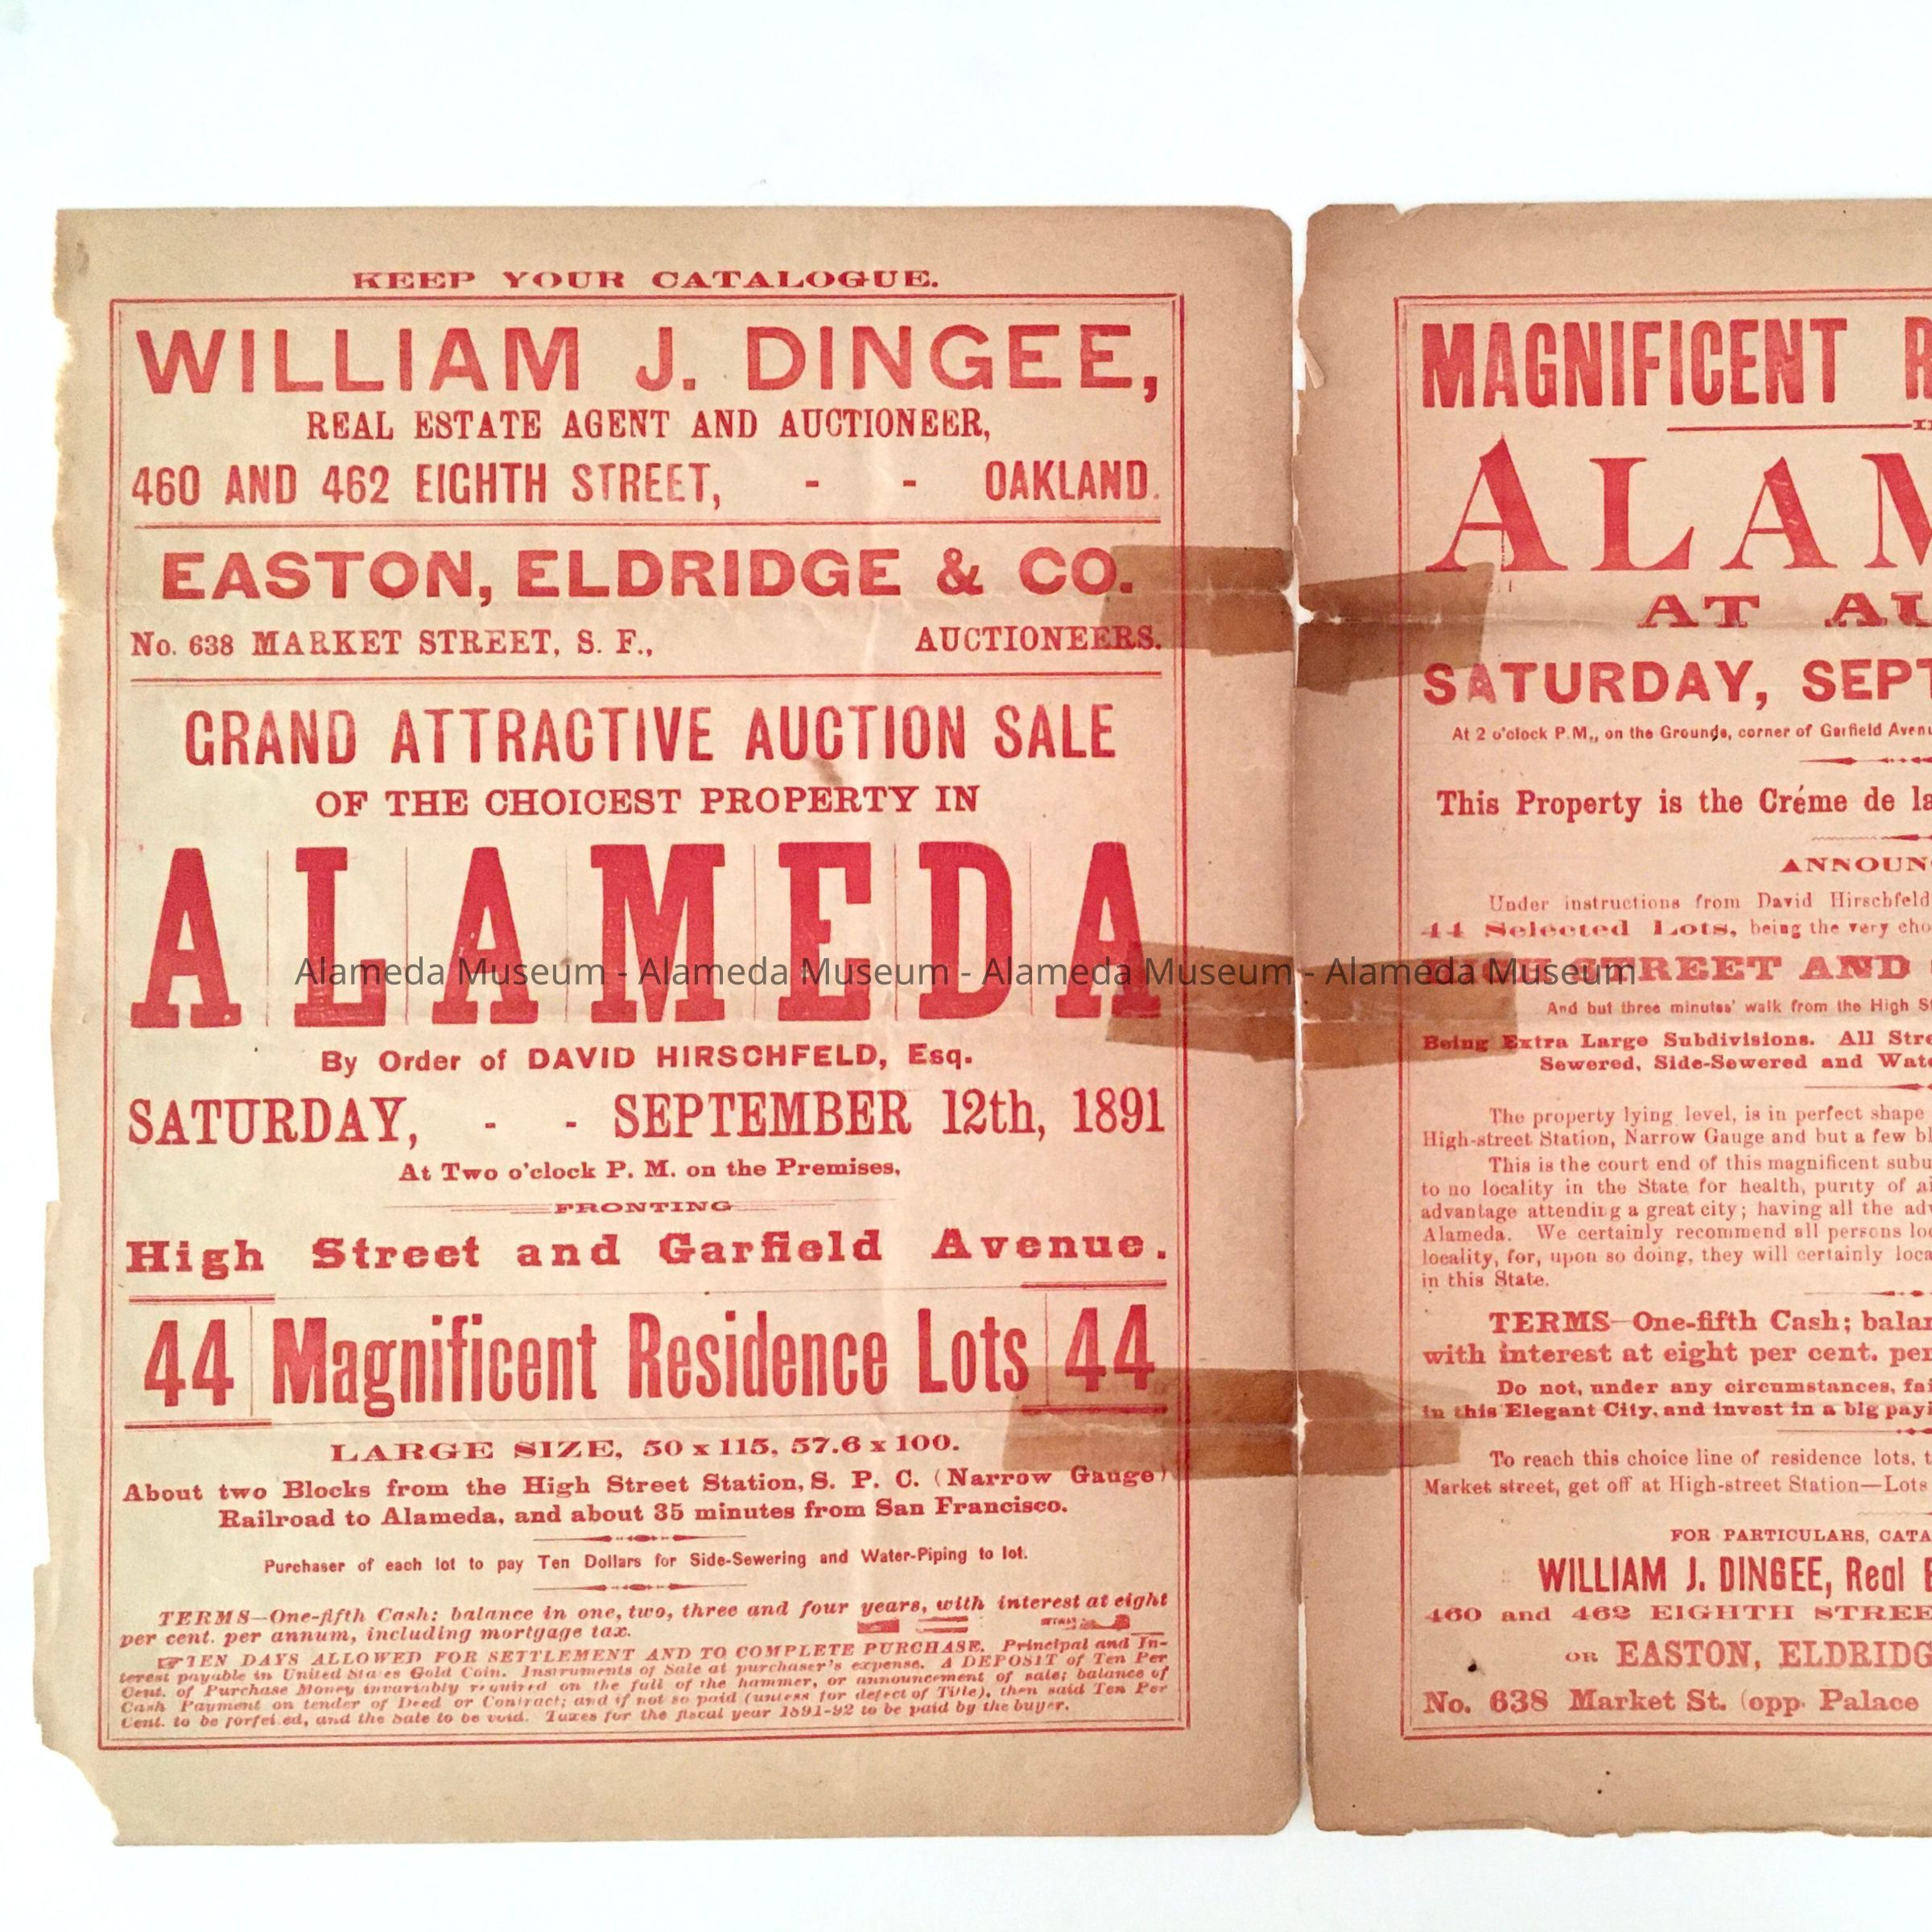 KEEP YOUR CATALOGUE.
WILLIAM J. DINGEE,
REAL ESTATE AGENT AND AUCTIONEER,
460 AND 462 EIGHTH STREET, - - OAKLAND.
EASTON, ELDRIDGE & CO.
No. 638 MARKET STREET, S. F., AUCTIONEERS.
GRAND ATTRACTIVE AUCTION SALE
OF THE CHOICEST PROPERTY IN
ALAMEDA
By Order of DAVID HIRSCHFELD, Esq.
SATURDAY, - - SEPTEMBER 12th, 1891
At Two o'clock P. M. on the Premises,
FRONTING
High Street and Garfield Avenue.
44 Magnificent Residence Lots 44
LARGE SIZE, 50 x 115, 57.6 x 100.
About two Blocks from the High Street Station, S. P. C. (Narrow Gauge)
Railroad to Alameda, and about 35 minutes from San Francisco.
Purchaser of each lot to pay Ten Dollars for Side-Sewering and Water-Piping to lot.
TERMS—One-fifth Cash; balance in one, two, three and four years, with interest at eight
per cent. per annum, including mortgage tax.
☞TEN DAYS ALLOWED FOR SETTLEMENT AND TO COMPLETE PURCHASE. Principal and In-
terest payable in United States Gold Coin. Instruments of Sale at purchaser's expense. A DEPOSIT of Ten Per
Cent. of Purchase Money invariably required on the fall of the hammer, or announcement of sale; balance of
Cash Payment on tender of Deed or Contract; and if not so paid (unless for defect of Title), then said Ten Per
Cent. to be forfeited, and the Sale to be void. Taxes for the fiscal year 1891-92 to be paid by the buyer.
MAGNIFICENT R
ALAM
AT AU
SATURDAY, SEPT
At 2 o'clock P.M., on the Grounds, corner of Garfield Avenu
This Property is the Créme de la
ANNOUN
Under instructions from David Hirschfeld
44 Selected Lots, being the very cho
STREET AND
And but three minutes' walk from the High S
Being Extra Large Subdivisions. All Stre
Sewered, Side-Sewered and Wate
The property lying level, is in perfect shape
High-street Station, Narrow Gauge and but a few bl
This is the court end of this magnificent subu
to no locality in the State for health, purity of ai
advantage attending a great city; having all the adv
Alameda. We certainly recommend all persons loo
locality, for, upon so doing, they will certainly loca
in this State.
TERMS—One-fifth Cash; balan
with interest at eight per cent. per
Do not, under any circumstances, fai
in this Elegant City, and invest in a big payi
To reach this choice line of residence lots, t
Market street, get off at High-street Station—Lots
FOR PARTICULARS, CATA
WILLIAM J. DINGEE, Real E
460 and 462 EIGHTH STREE
OR EASTON, ELDRIDG
No. 638 Market St. (opp. Palace
Alameda Museum - Alameda Museum - Alameda Museum - Alameda Museum